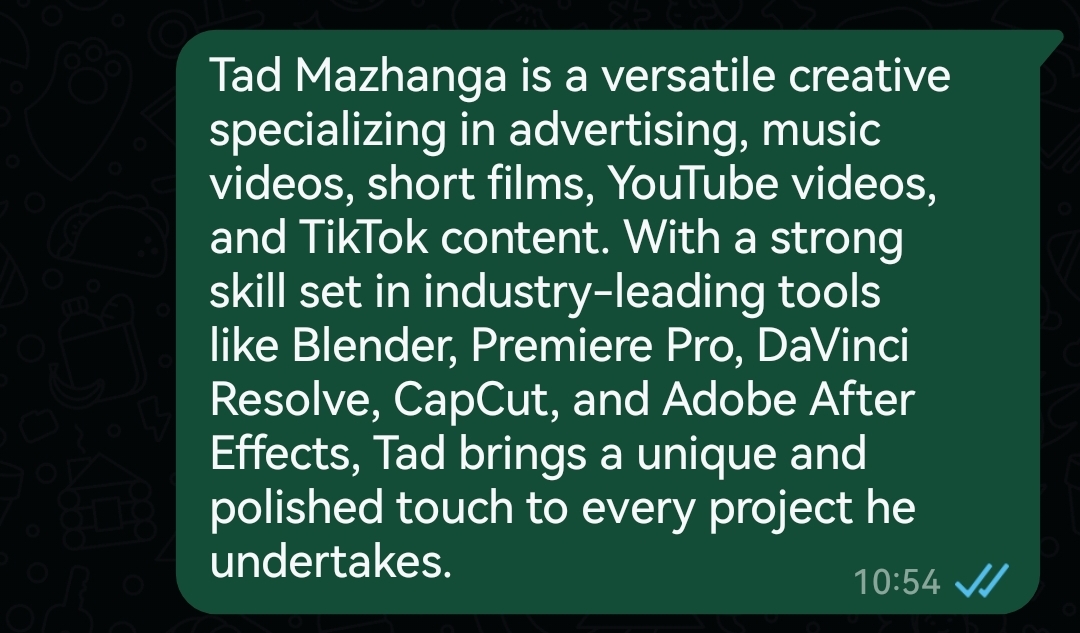 Tad Mazhanga is a versatile creative
specializing in advertising, music
videos, short films, YouTube videos,
and TikTok content. With a strong
skill set in industry-leading tools
like Blender, Premiere Pro, DaVinci
Resolve, CapCut, and Adobe After
Effects, Tad brings a unique and
polished touch to every project he
undertakes.
10:54